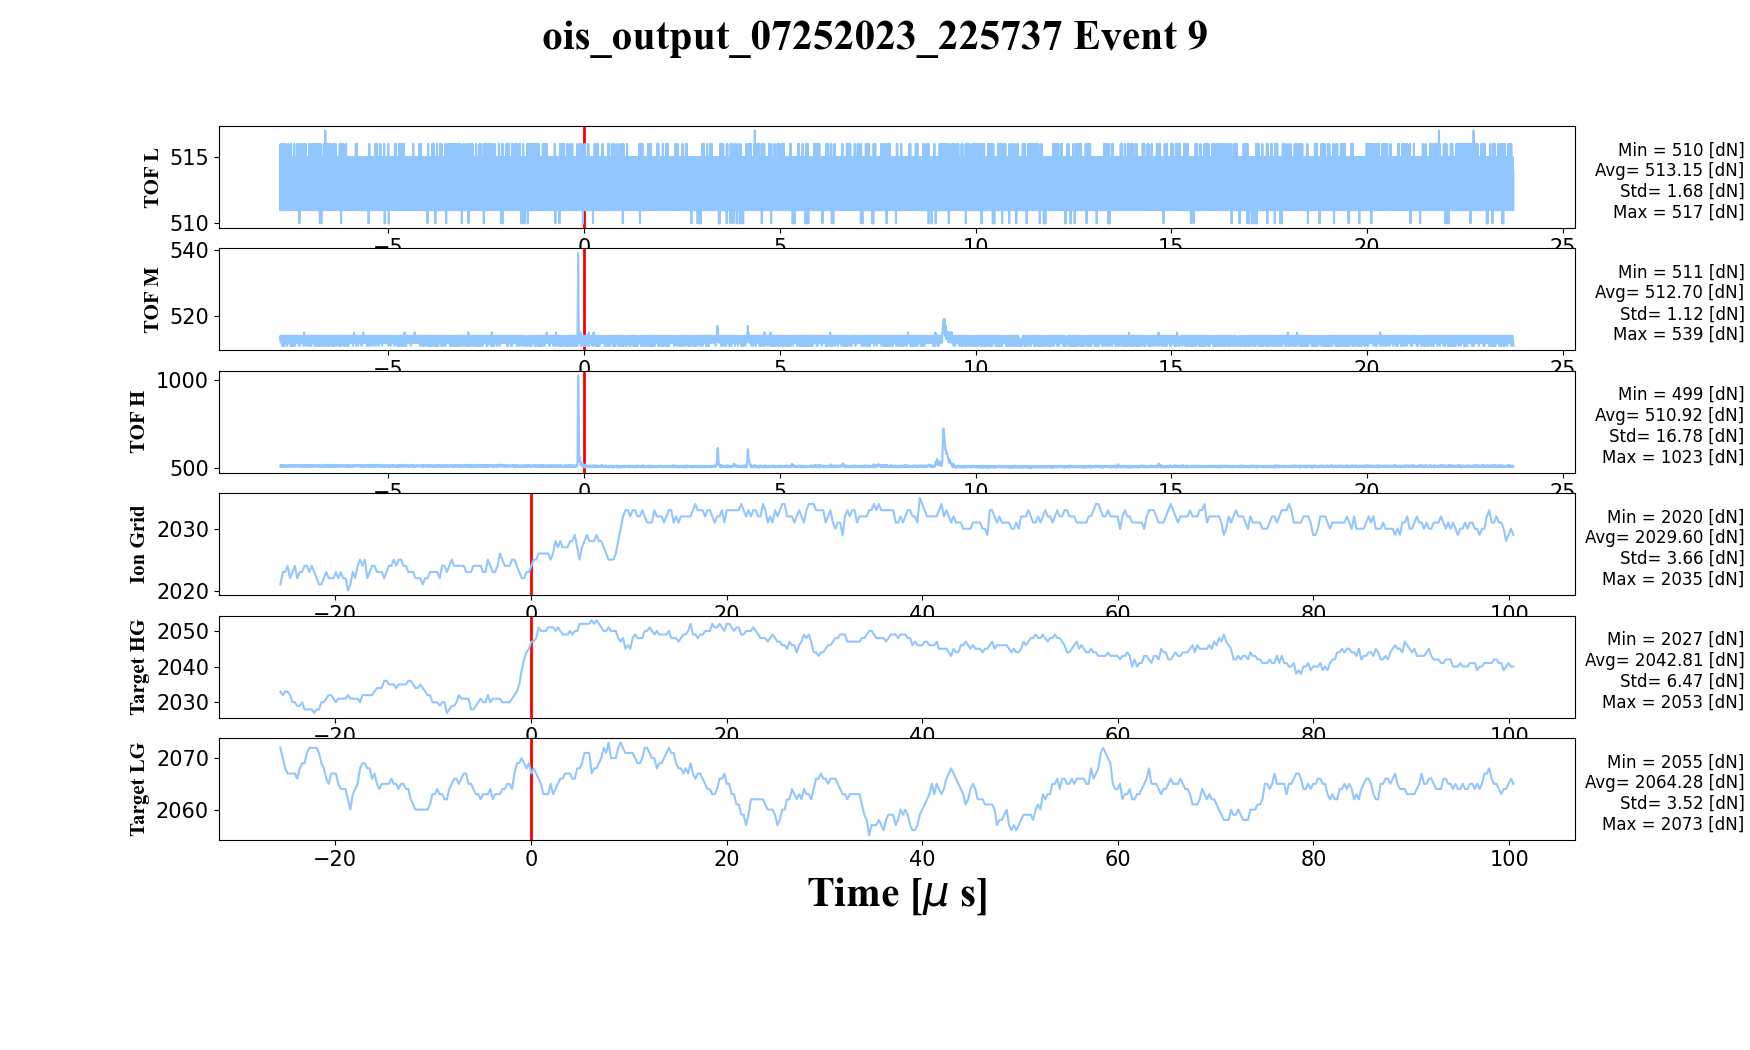 ois_output_07252023_225737 Event 9
TOF L
515
510
−5 0 5 10 15 20 25
Min = 510 [dN]
Avg= 513.15 [dN]
Std= 1.68 [dN]
Max = 517 [dN]
TOF M
540
520
−5 0 5 10 15 20 25
Min = 511 [dN]
Avg= 512.70 [dN]
Std= 1.12 [dN]
Max = 539 [dN]
TOF H
1000
500
−5 0 5 10 15 20 25
Min = 499 [dN]
Avg= 510.92 [dN]
Std= 16.78 [dN]
Max = 1023 [dN]
Ion Grid
2030
2020
−20 0 20 40 60 80 100
Min = 2020 [dN]
Avg= 2029.60 [dN]
Std= 3.66 [dN]
Max = 2035 [dN]
Target HG
2050
2040
2030
−20 0 20 40 60 80 100
Min = 2027 [dN]
Avg= 2042.81 [dN]
Std= 6.47 [dN]
Max = 2053 [dN]
Target LG
2070
2060
−20 0 20 40 60 80 100
Min = 2055 [dN]
Avg= 2064.28 [dN]
Std= 3.52 [dN]
Max = 2073 [dN]
Time [μ s]